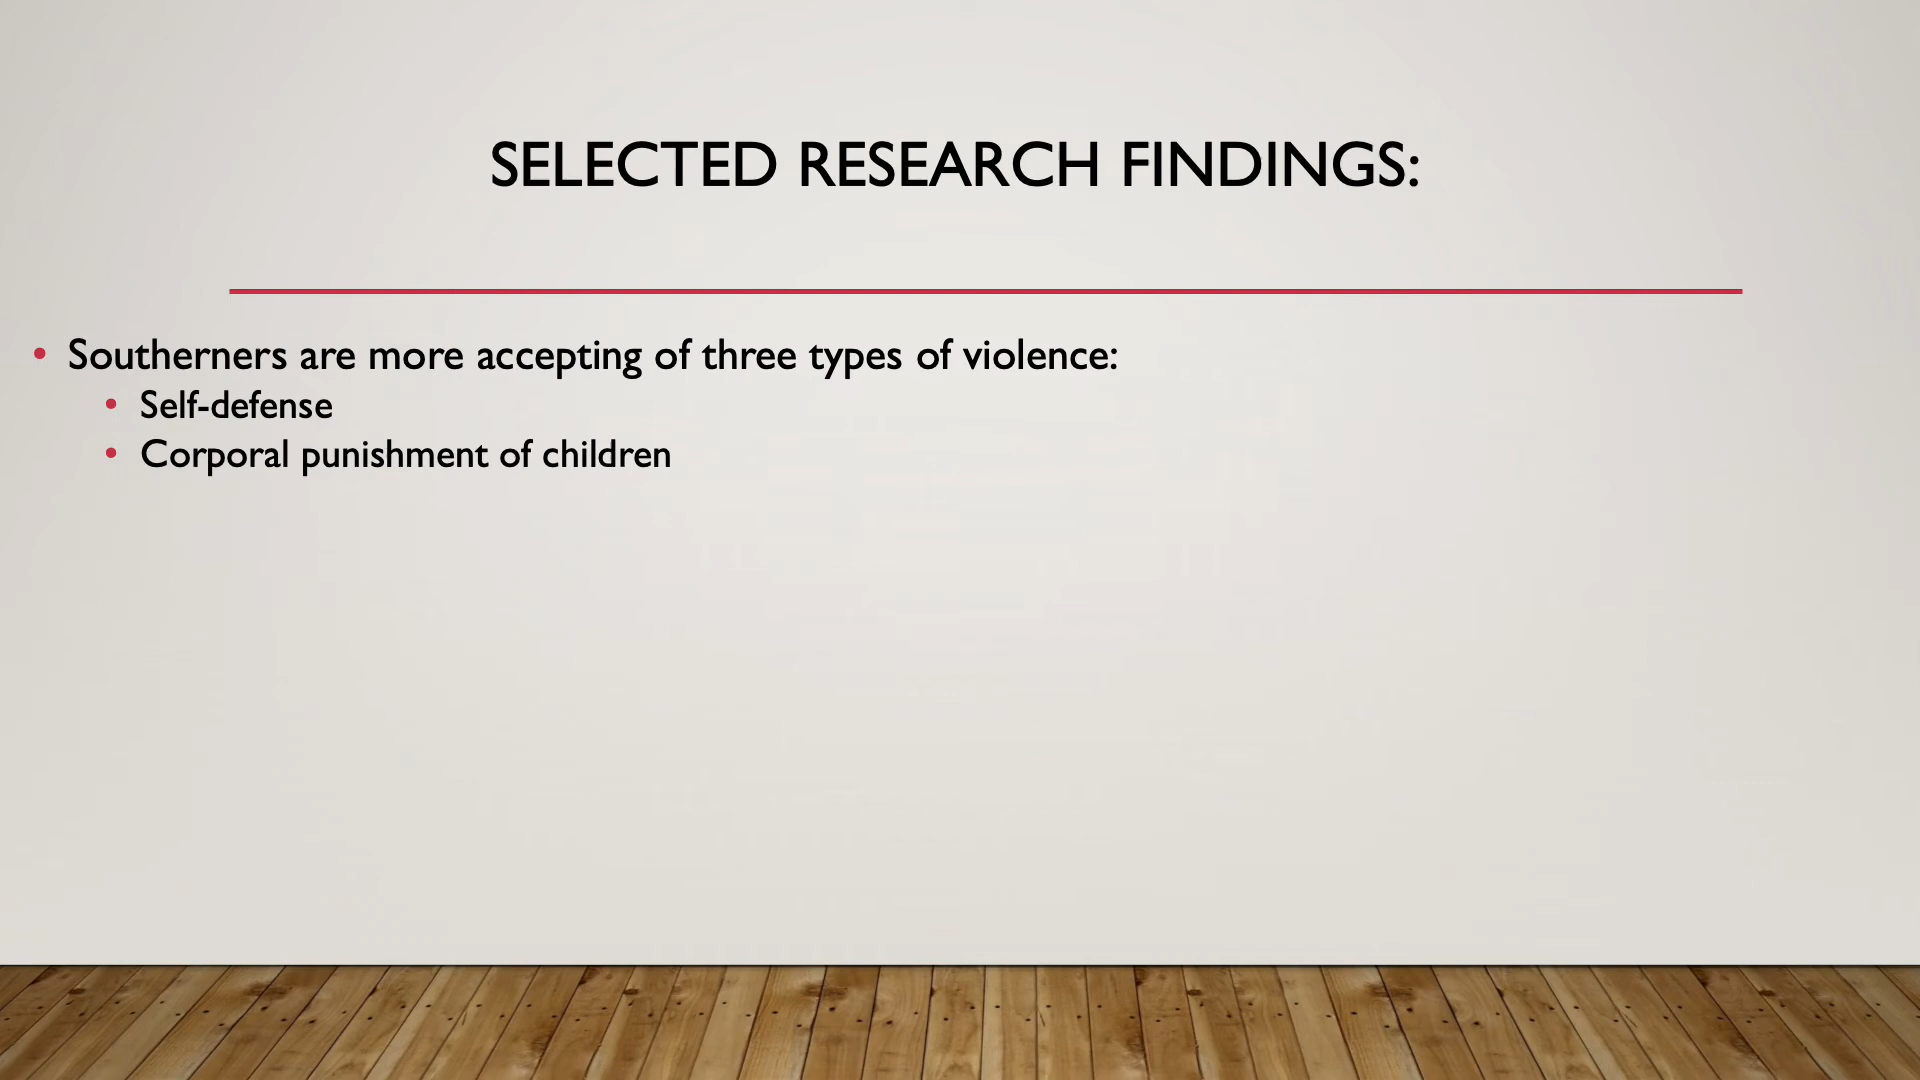 SELECTED RESEARCH FINDINGS:
• Southerners are more accepting of three types of violence:
• Self-defense
• Corporal punishment of children